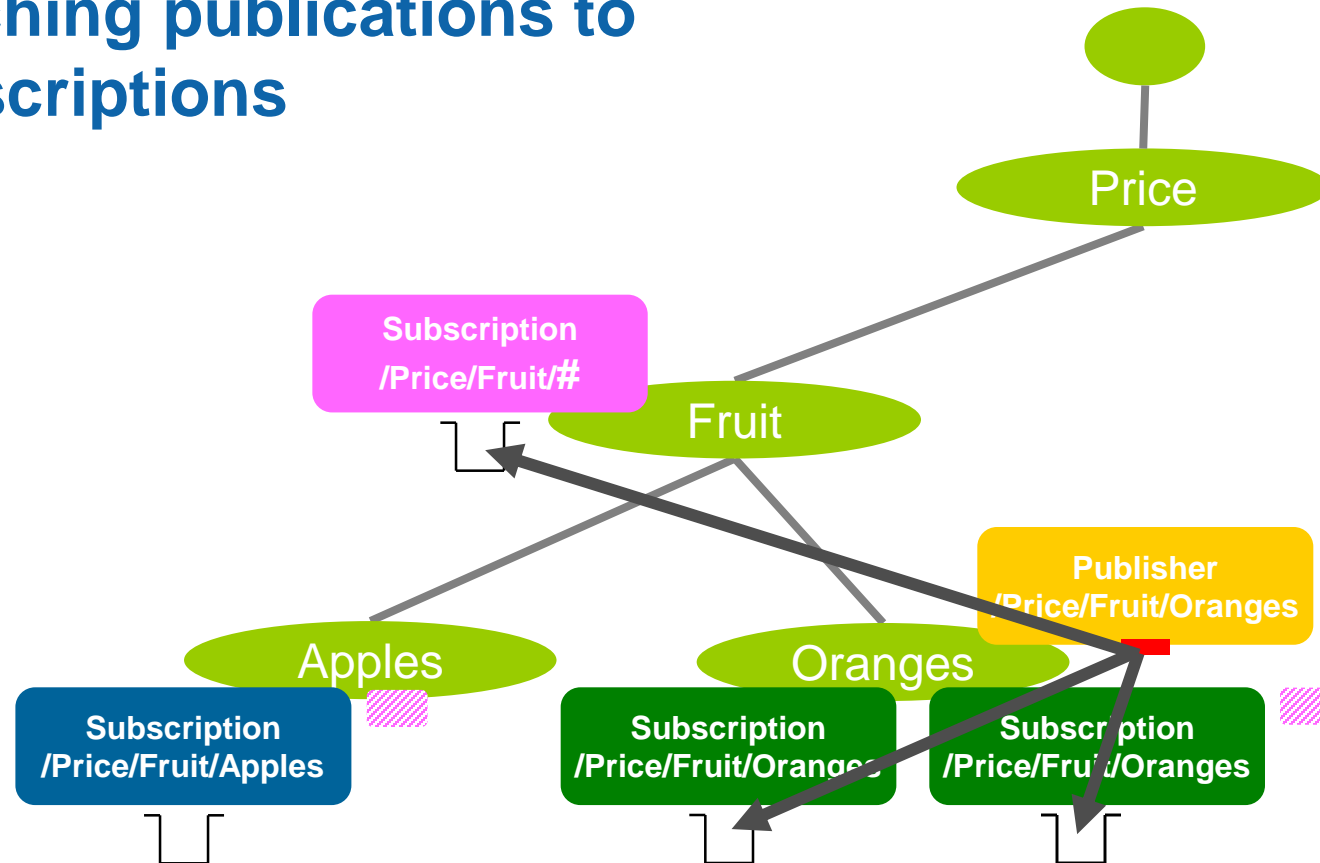 ching publications to
scriptions
Price
Subscription
/Price/Fruit/#
Fruit
Publisher
/Price/Fruit/Oranges
Apples
Oranges
Subscription
/Price/Fruit/Apples
Subscription
/Price/Fruit/Oranges
Subscription
/Price/Fruit/Oranges